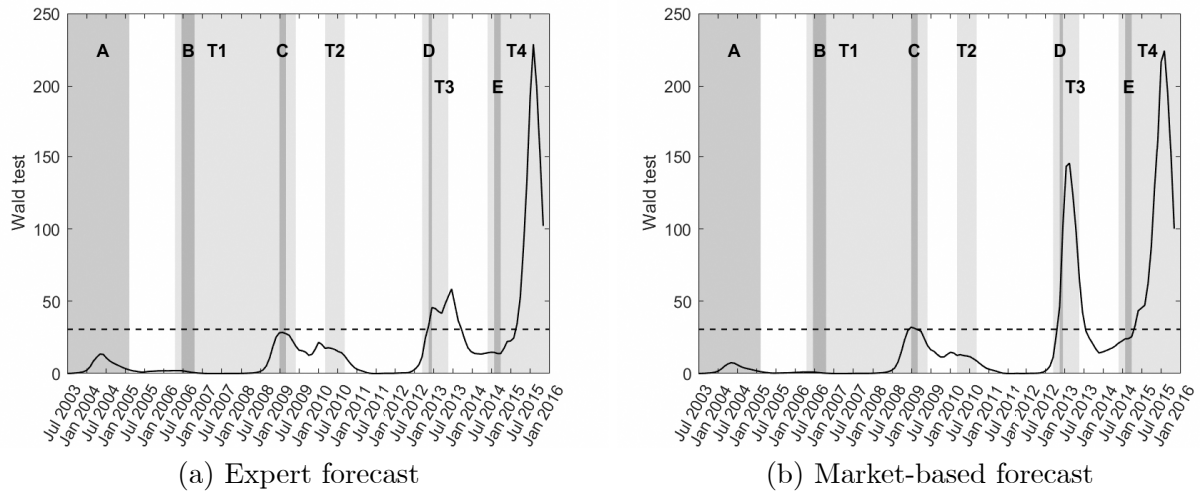 250
200
150
100
50
0
Wald test
A
B
T1
C
T2
D
T3
E
T4
Jul 2003
Jan 2004
Jul 2004
Jan 2005
Jul 2005
Jan 2006
Jul 2006
Jan 2007
Jul 2007
Jan 2008
Jul 2008
Jan 2009
Jul 2009
Jan 2010
Jul 2010
Jan 2011
Jul 2011
Jan 2012
Jul 2012
Jan 2013
Jul 2013
Jan 2014
Jul 2014
Jan 2015
Jul 2015
Jan 2016
(a) Expert forecast
250
200
150
100
50
0
Wald test
A
B
T1
C
T2
D
T3
E
T4
Jul 2003
Jan 2004
Jul 2004
Jan 2005
Jul 2005
Jan 2006
Jul 2006
Jan 2007
Jul 2007
Jan 2008
Jul 2008
Jan 2009
Jul 2009
Jan 2010
Jul 2010
Jan 2011
Jul 2011
Jan 2012
Jul 2012
Jan 2013
Jul 2013
Jan 2014
Jul 2014
Jan 2015
Jul 2015
Jan 2016
(b) Market-based forecast